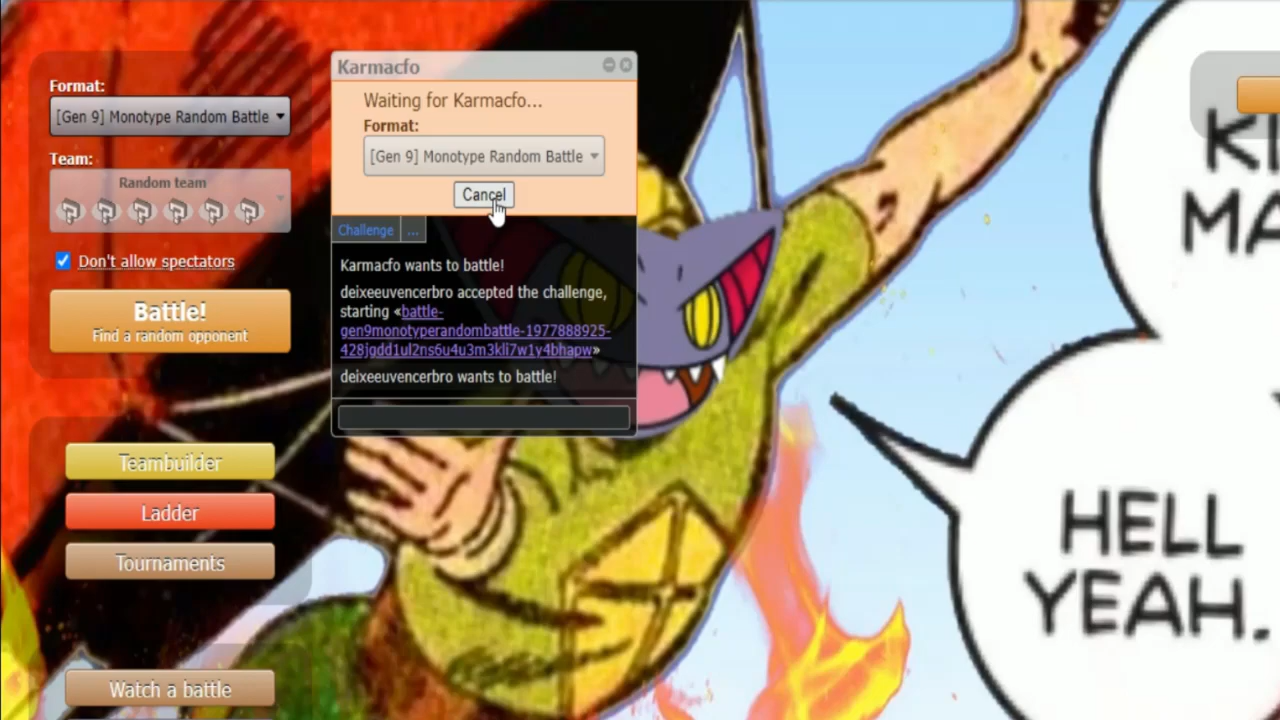 Format:
[Gen 9] Monotype Random Battle
Team:
Random team
Don't allow spectators
Battle!
Find a random opponent
Teambuilder
Ladder
Tournaments
Watch a battle
Karmacfo
Waiting for Karmacfo...
Format:
[Gen 9] Monotype Random Battle
Cancel
Challenge
...
Karmacfo wants to battle!
deixeeuvencerbro accepted the challenge,
starting «battle-
gen9monotyperandombattle-1977888925-
428jgdd1ul2ns6u4u3m3kli7w1y4bhapw»
deixeeuvencerbro wants to battle!
HELL
YEAH.